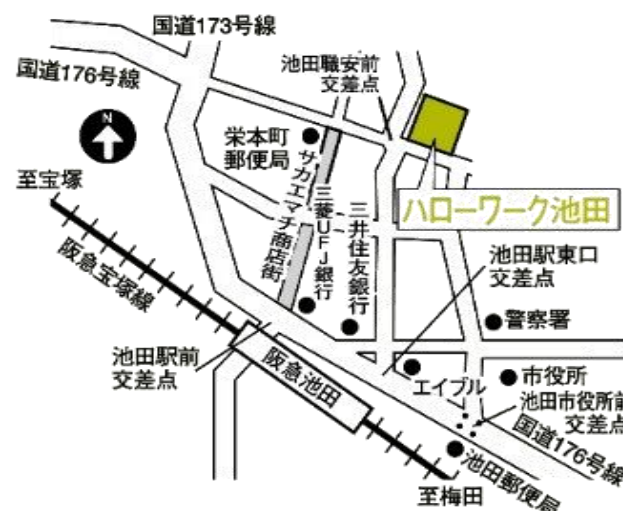 国道173号線
国道176号線
池田職安前
交差点
N
栄本町
郵便局
至宝塚
サカエマチ商店街
三菱UFJ銀行
三井住友銀行
ハローワーク池田
阪急宝塚線
池田駅東口
交差点
警察署
池田駅前
交差点
阪急池田
エイブル
市役所
池田市役所前
交差点
国道176号線
池田郵便局
至梅田